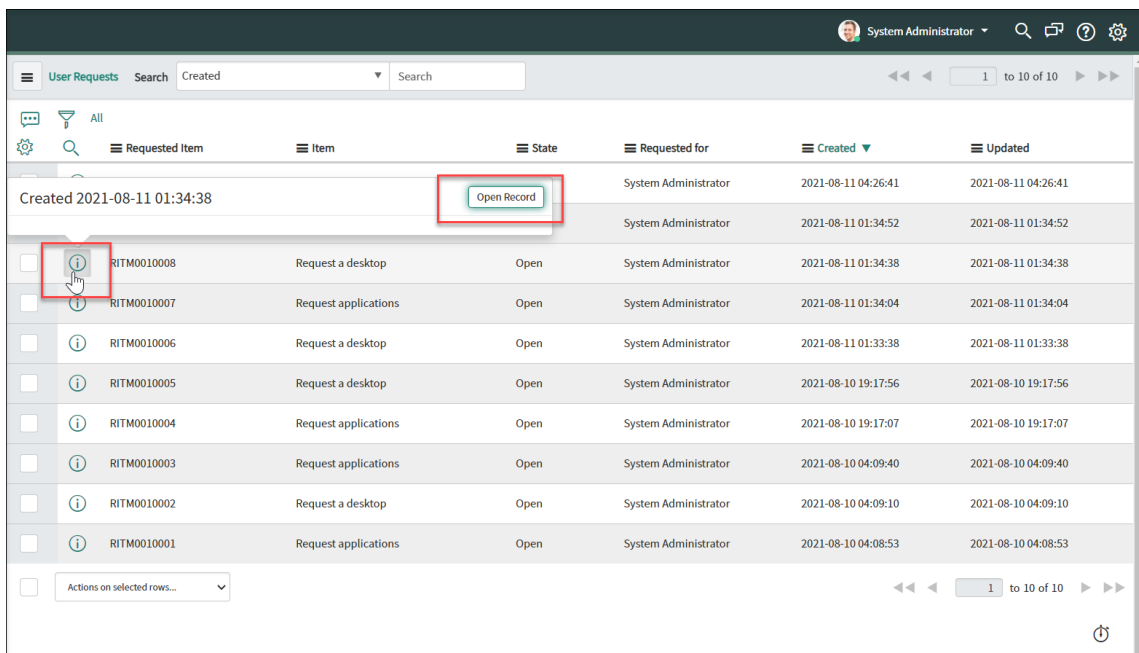 System Administrator
User Requests Search Created Search 1 to 10 of 10
All
Requested Item Item State Requested for Created Updated
System Administrator 2021-08-11 04:26:41 2021-08-11 04:26:41
Created 2021-08-11 01:34:38 Open Record
System Administrator 2021-08-11 01:34:52 2021-08-11 01:34:52
RITM0010008 Request a desktop Open System Administrator 2021-08-11 01:34:38 2021-08-11 01:34:38
RITM0010007 Request applications Open System Administrator 2021-08-11 01:34:04 2021-08-11 01:34:04
RITM0010006 Request a desktop Open System Administrator 2021-08-11 01:33:38 2021-08-11 01:33:38
RITM0010005 Request a desktop Open System Administrator 2021-08-10 19:17:56 2021-08-10 19:17:56
RITM0010004 Request applications Open System Administrator 2021-08-10 19:17:07 2021-08-10 19:17:07
RITM0010003 Request applications Open System Administrator 2021-08-10 04:09:40 2021-08-10 04:09:40
RITM0010002 Request a desktop Open System Administrator 2021-08-10 04:09:10 2021-08-10 04:09:10
RITM0010001 Request applications Open System Administrator 2021-08-10 04:08:53 2021-08-10 04:08:53
Actions on selected rows... 1 to 10 of 10